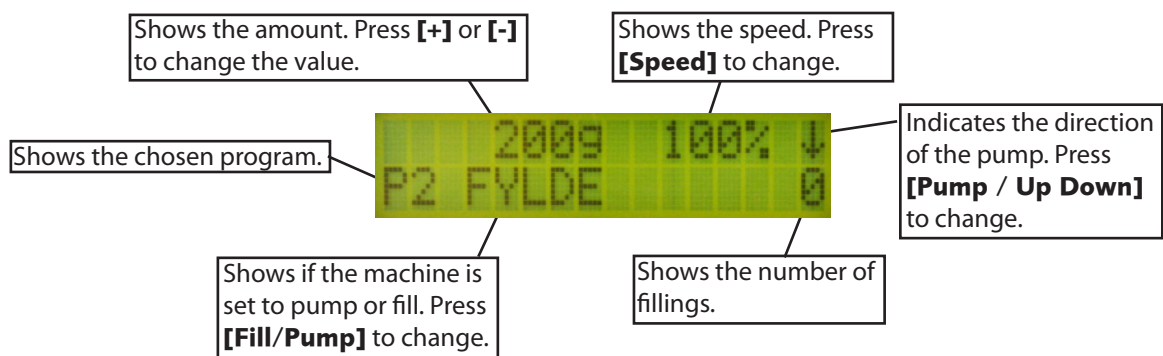 Shows the amount. Press [+] or [-]
to change the value.
Shows the speed. Press
[Speed] to change.
Indicates the direction
of the pump. Press
[Pump / Up Down]
to change.
Shows the chosen program.
200g 100% ↓
P2 FYLDE 0
Shows if the machine is
set to pump or fill. Press
[Fill/Pump] to change.
Shows the number of
fillings.